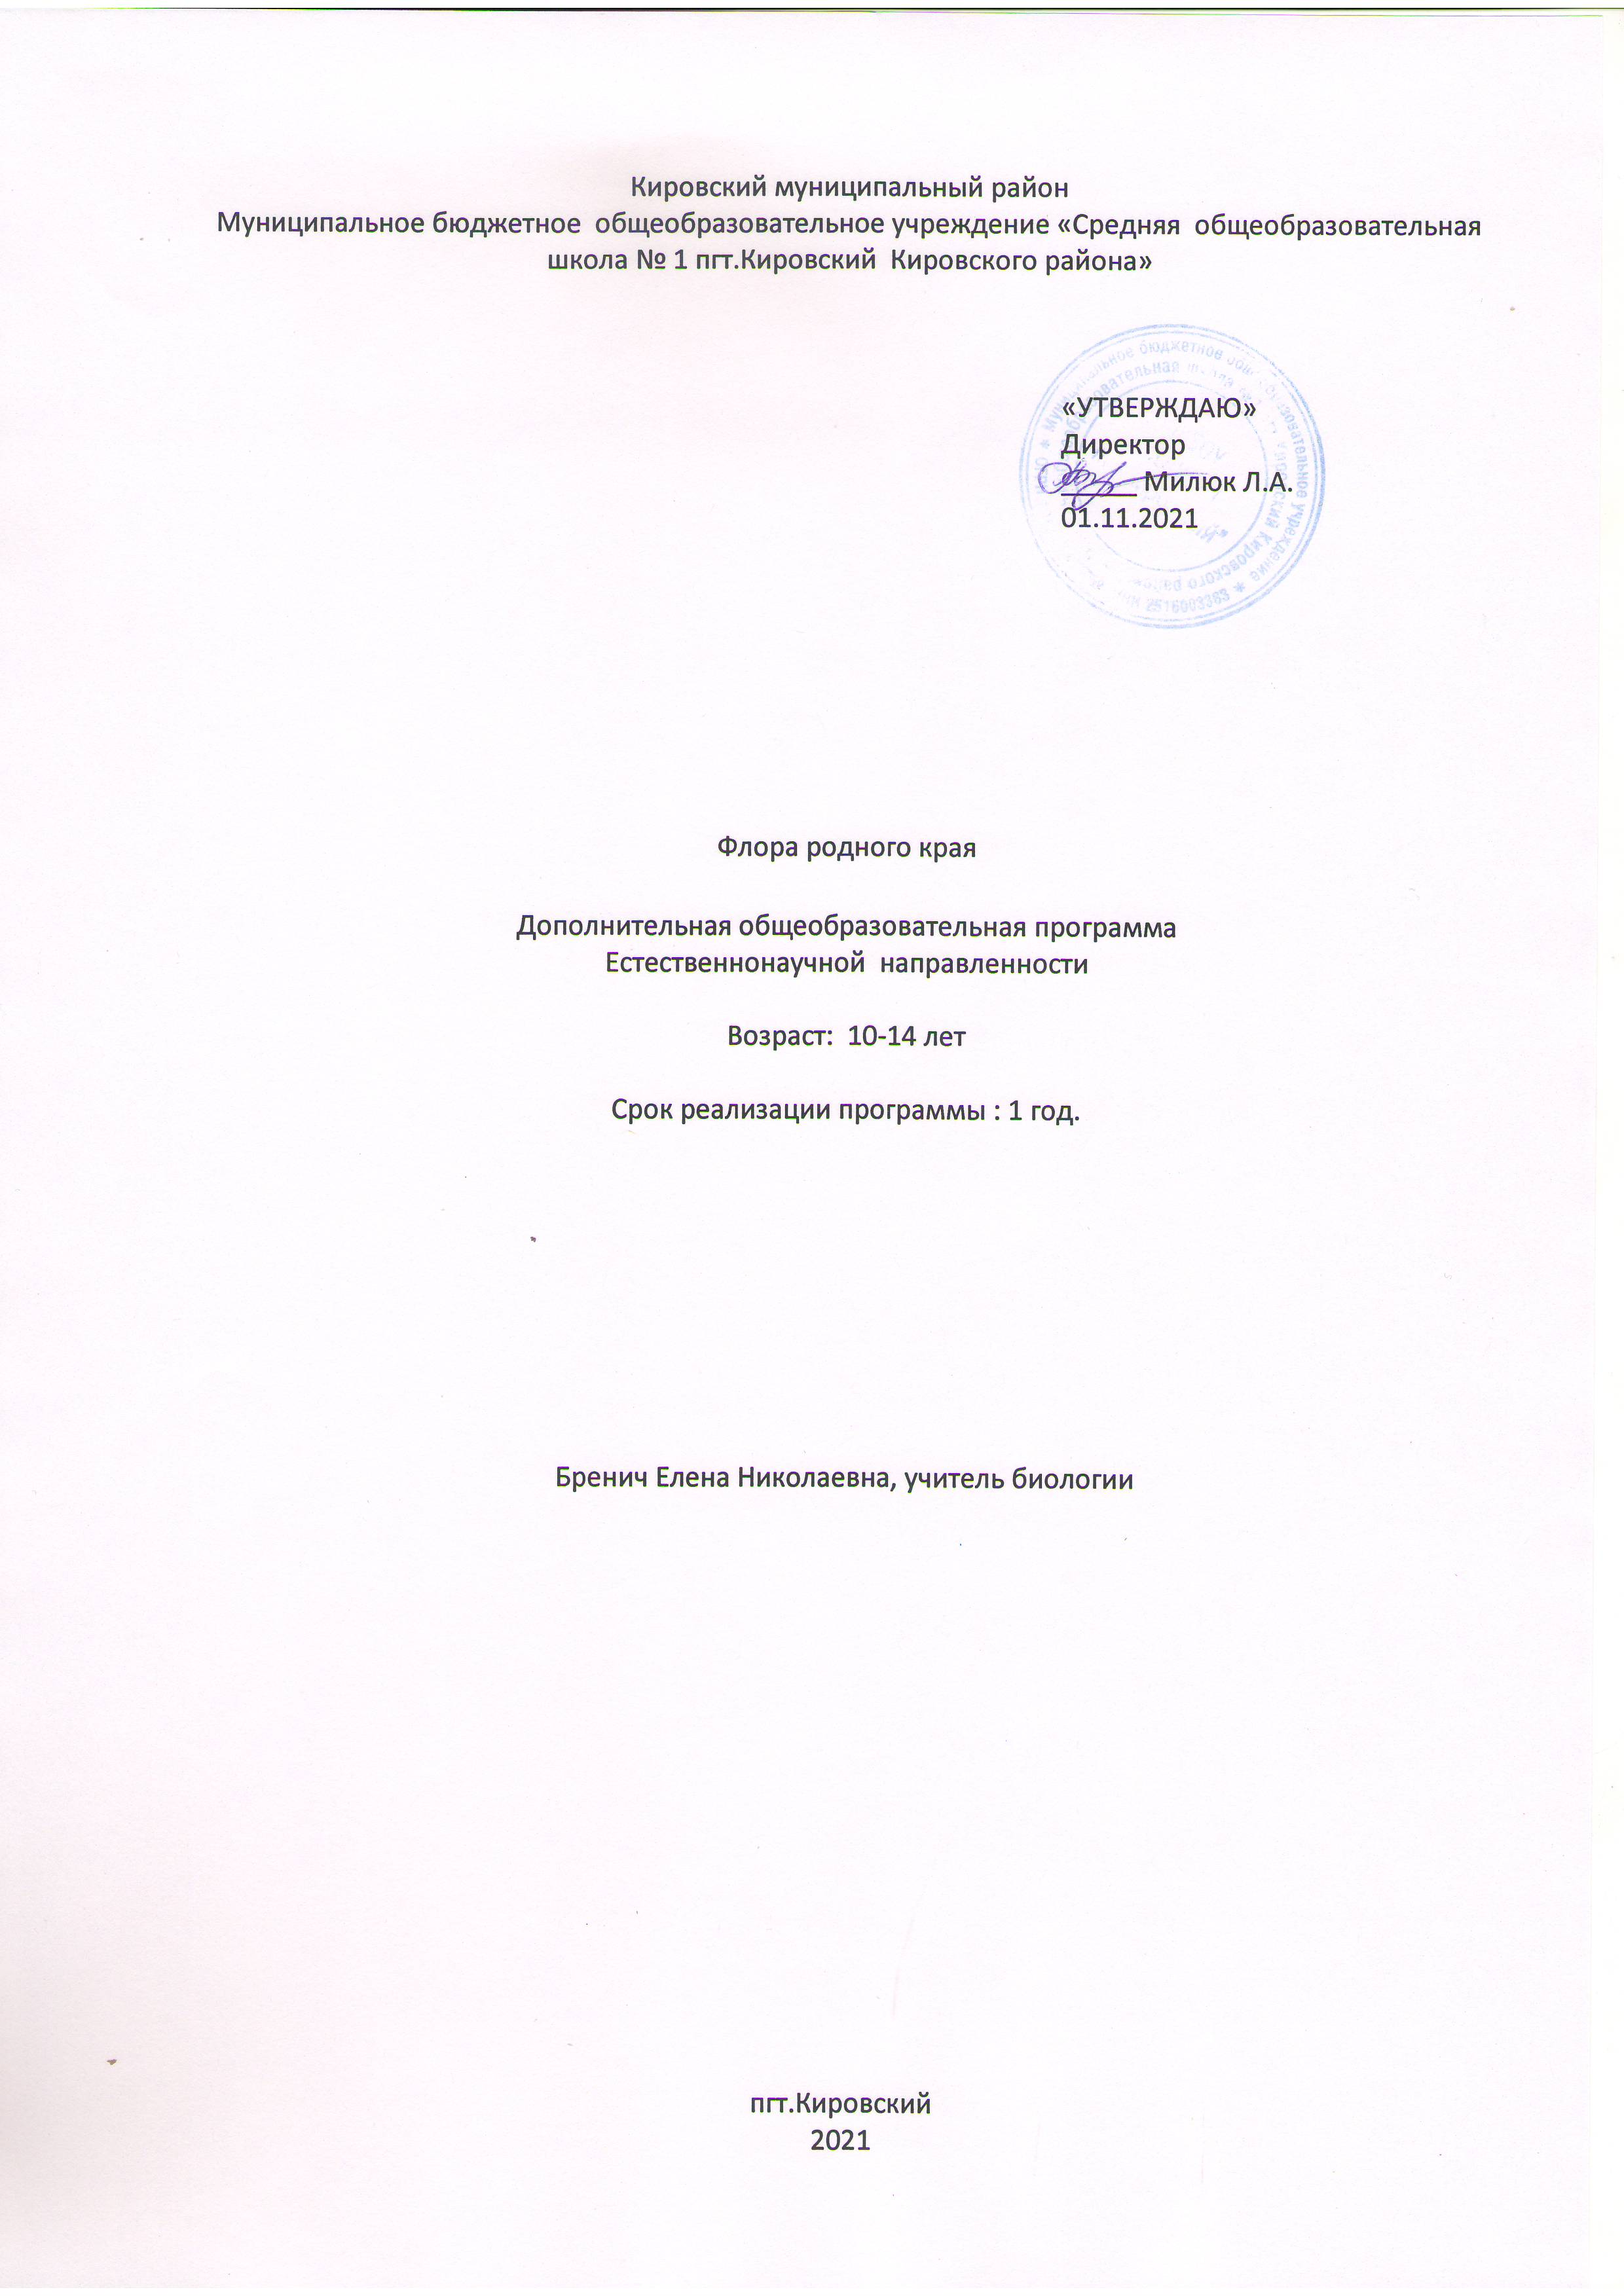 Кировский муниципальный район
Муниципальное бюджетное общеобразовательное учреждение «Средняя общеобразовательная
школа № 1 пгт.Кировский Кировского района»
«УТВЕРЖДАЮ»
Директор
______ Милюк Л.А.
01.11.2021
Флора родного края
Дополнительная общеобразовательная программа
Естественнонаучной направленности
Возраст: 10-14 лет
Срок реализации программы : 1 год.
Бренич Елена Николаевна, учитель биологии
пгт.Кировский
2021